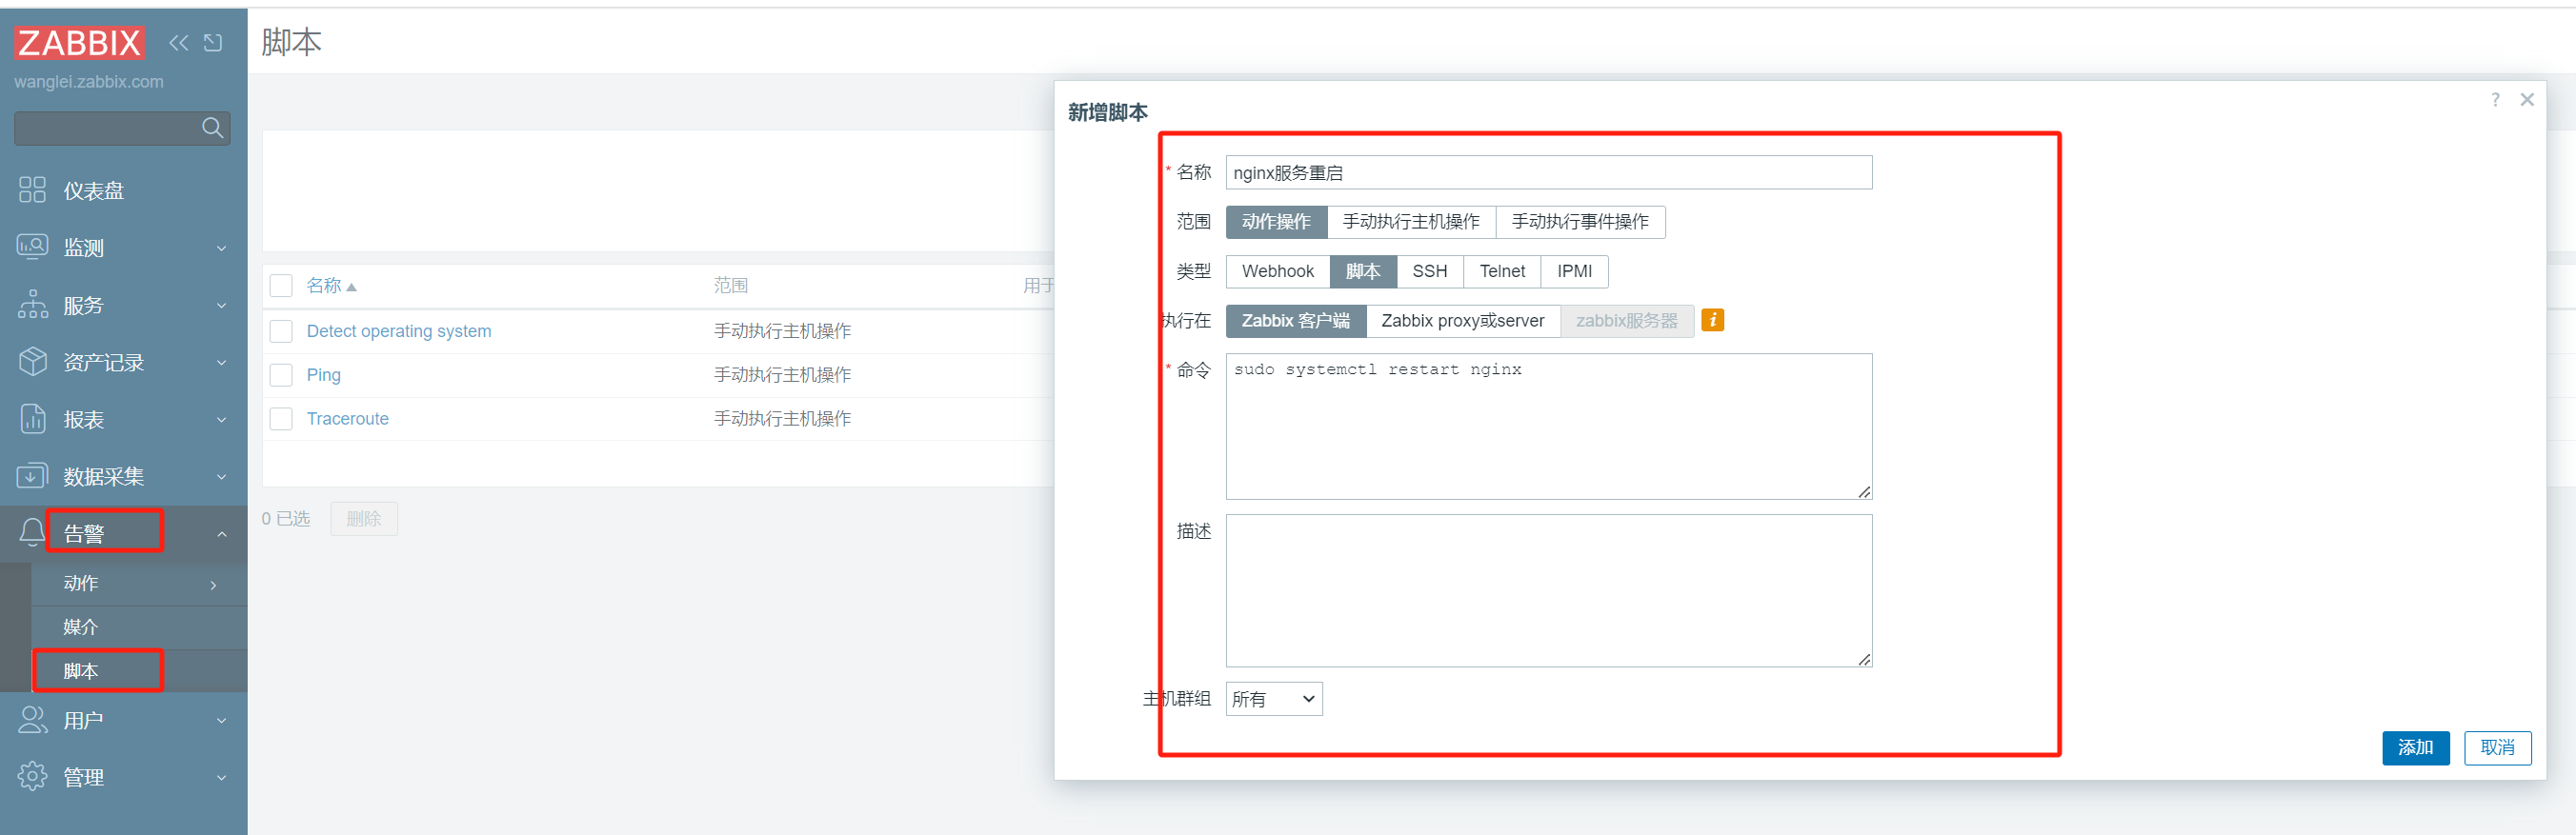 ZABBIX
wanglei.zabbix.com
仪表盘
监测
服务
资产记录
报表
数据采集
告警
动作
媒介
脚本
用户
管理
脚本
名称 范围 用于
Detect operating system 手动执行主机操作
Ping 手动执行主机操作
Traceroute 手动执行主机操作
0 已选 删除
新增脚本
* 名称 nginx服务重启
范围 动作操作 手动执行主机操作 手动执行事件操作
类型 Webhook 脚本 SSH Telnet IPMI
执行在 Zabbix 客户端 Zabbix proxy或server zabbix服务器
* 命令 sudo systemctl restart nginx
描述
主机群组 所有
添加 取消